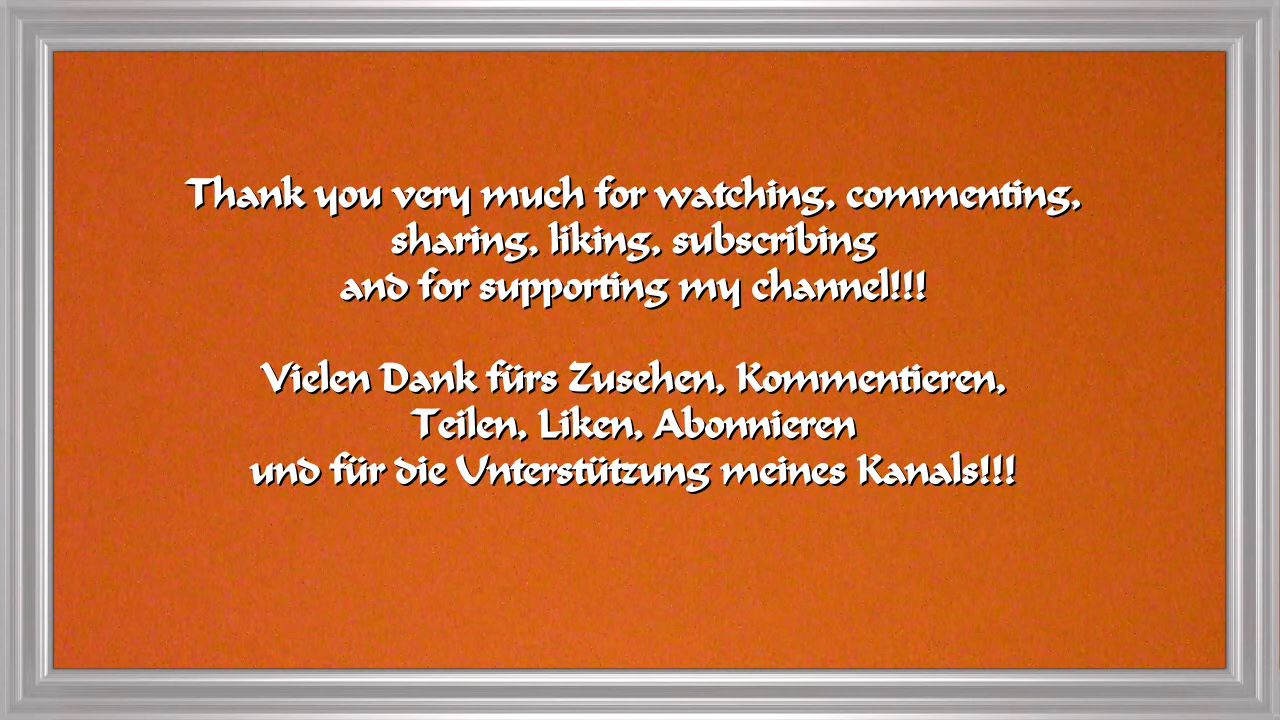 Thank you very much for watching, commenting,
sharing, liking, subscribing
and for supporting my channel!!!
Vielen Dank fürs Zusehen, Kommentieren,
Teilen, Liken, Abonnieren
und für die Unterstützung meines Kanals!!!